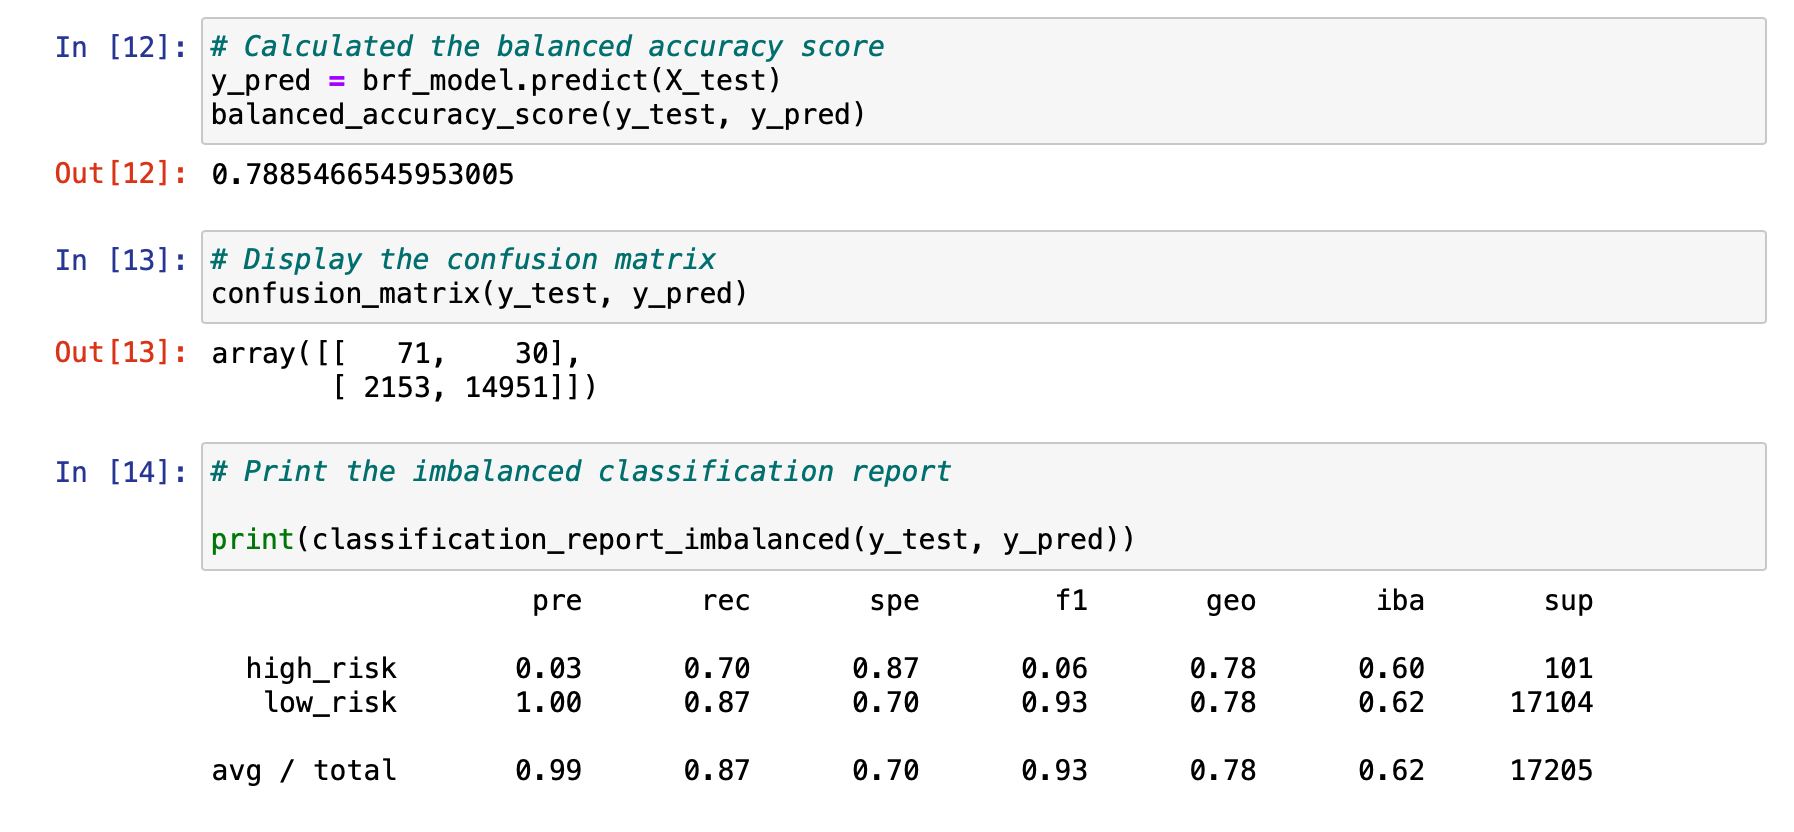 In [12]: # Calculated the balanced accuracy score
y_pred = brf_model.predict(X_test)
balanced_accuracy_score(y_test, y_pred)
Out[12]: 0.7885466545953005
In [13]: # Display the confusion matrix
confusion_matrix(y_test, y_pred)
Out[13]: array([[   71,    30],
       [ 2153, 14951]])
In [14]: # Print the imbalanced classification report
print(classification_report_imbalanced(y_test, y_pred))
                   pre       rec       spe        f1       geo       iba       sup
  high_risk       0.03      0.70      0.87      0.06      0.78      0.60       101
   low_risk       1.00      0.87      0.70      0.93      0.78      0.62     17104
avg / total       0.99      0.87      0.70      0.93      0.78      0.62     17205